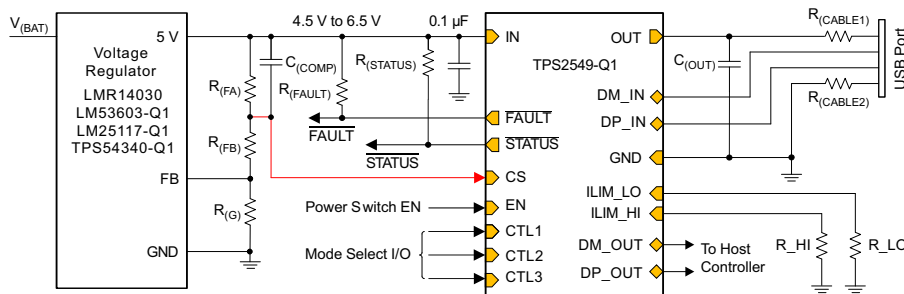 V(BAT)
Voltage
Regulator
LMR14030
LM53603-Q1
LM25117-Q1
TPS54340-Q1
5 V
FB
GND
4.5 V to 6.5 V
0.1 µF
R(FA)
C(COMP)
R(FAULT)
R(STATUS)
R(FB)
R(G)
FAULT
STATUS
Power Switch EN
Mode Select I/O
TPS2549-Q1
IN
FAULT
STATUS
CS
EN
CTL1
CTL2
CTL3
OUT
DM_IN
DP_IN
GND
ILIM_LO
ILIM_HI
DM_OUT
DP_OUT
C(OUT)
R(CABLE1)
R(CABLE2)
USB Port
To Host
Controller
R_HI
R_LO